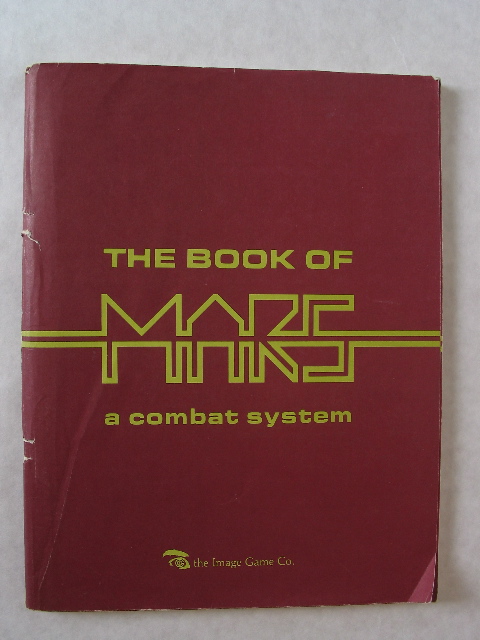 THE BOOK OF
MARS
a combat system
the Image Game Co.